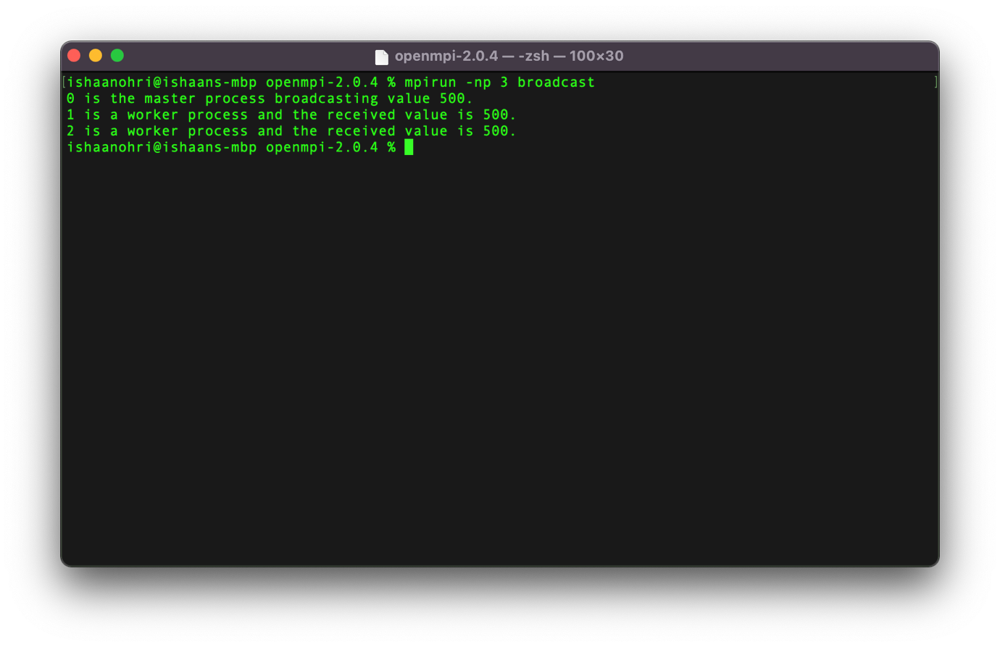 openmpi-2.0.4 — -zsh — 100×30
[ishaanohri@ishaans-mbp openmpi-2.0.4 % mpirun -np 3 broadcast ]
0 is the master process broadcasting value 500.
1 is a worker process and the received value is 500.
2 is a worker process and the received value is 500.
ishaanohri@ishaans-mbp openmpi-2.0.4 %